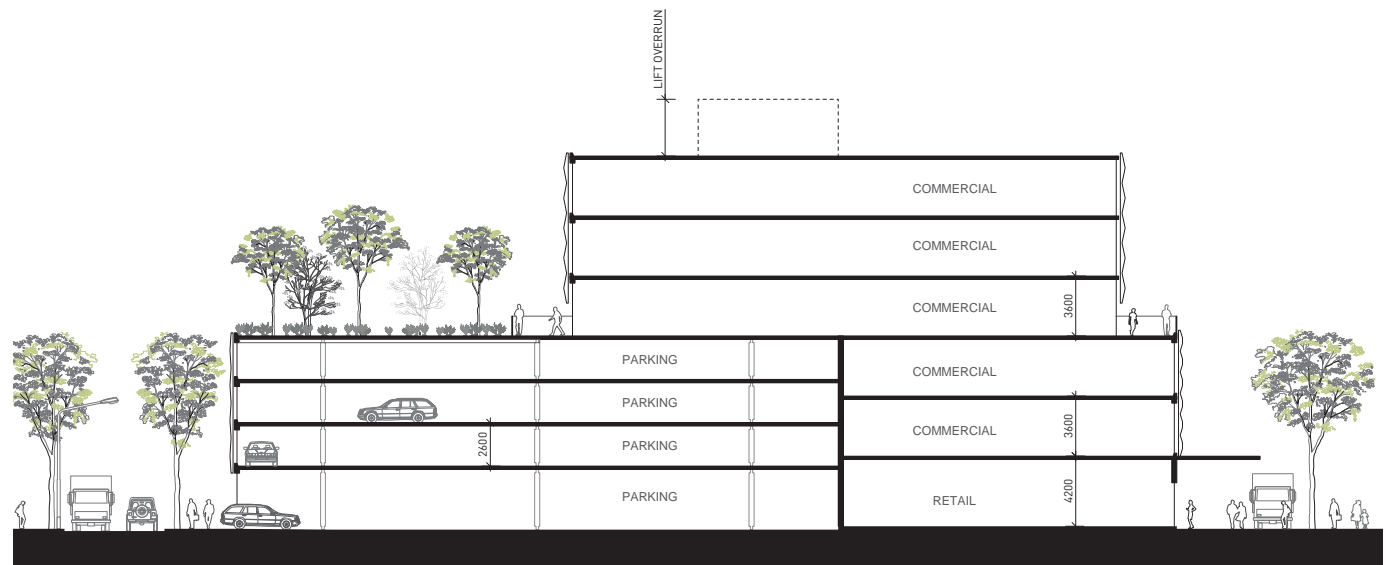 LIFT OVERRUN
COMMERCIAL
COMMERCIAL
COMMERCIAL
3600
PARKING
COMMERCIAL
PARKING
COMMERCIAL
3600
2600
PARKING
PARKING
RETAIL
4200